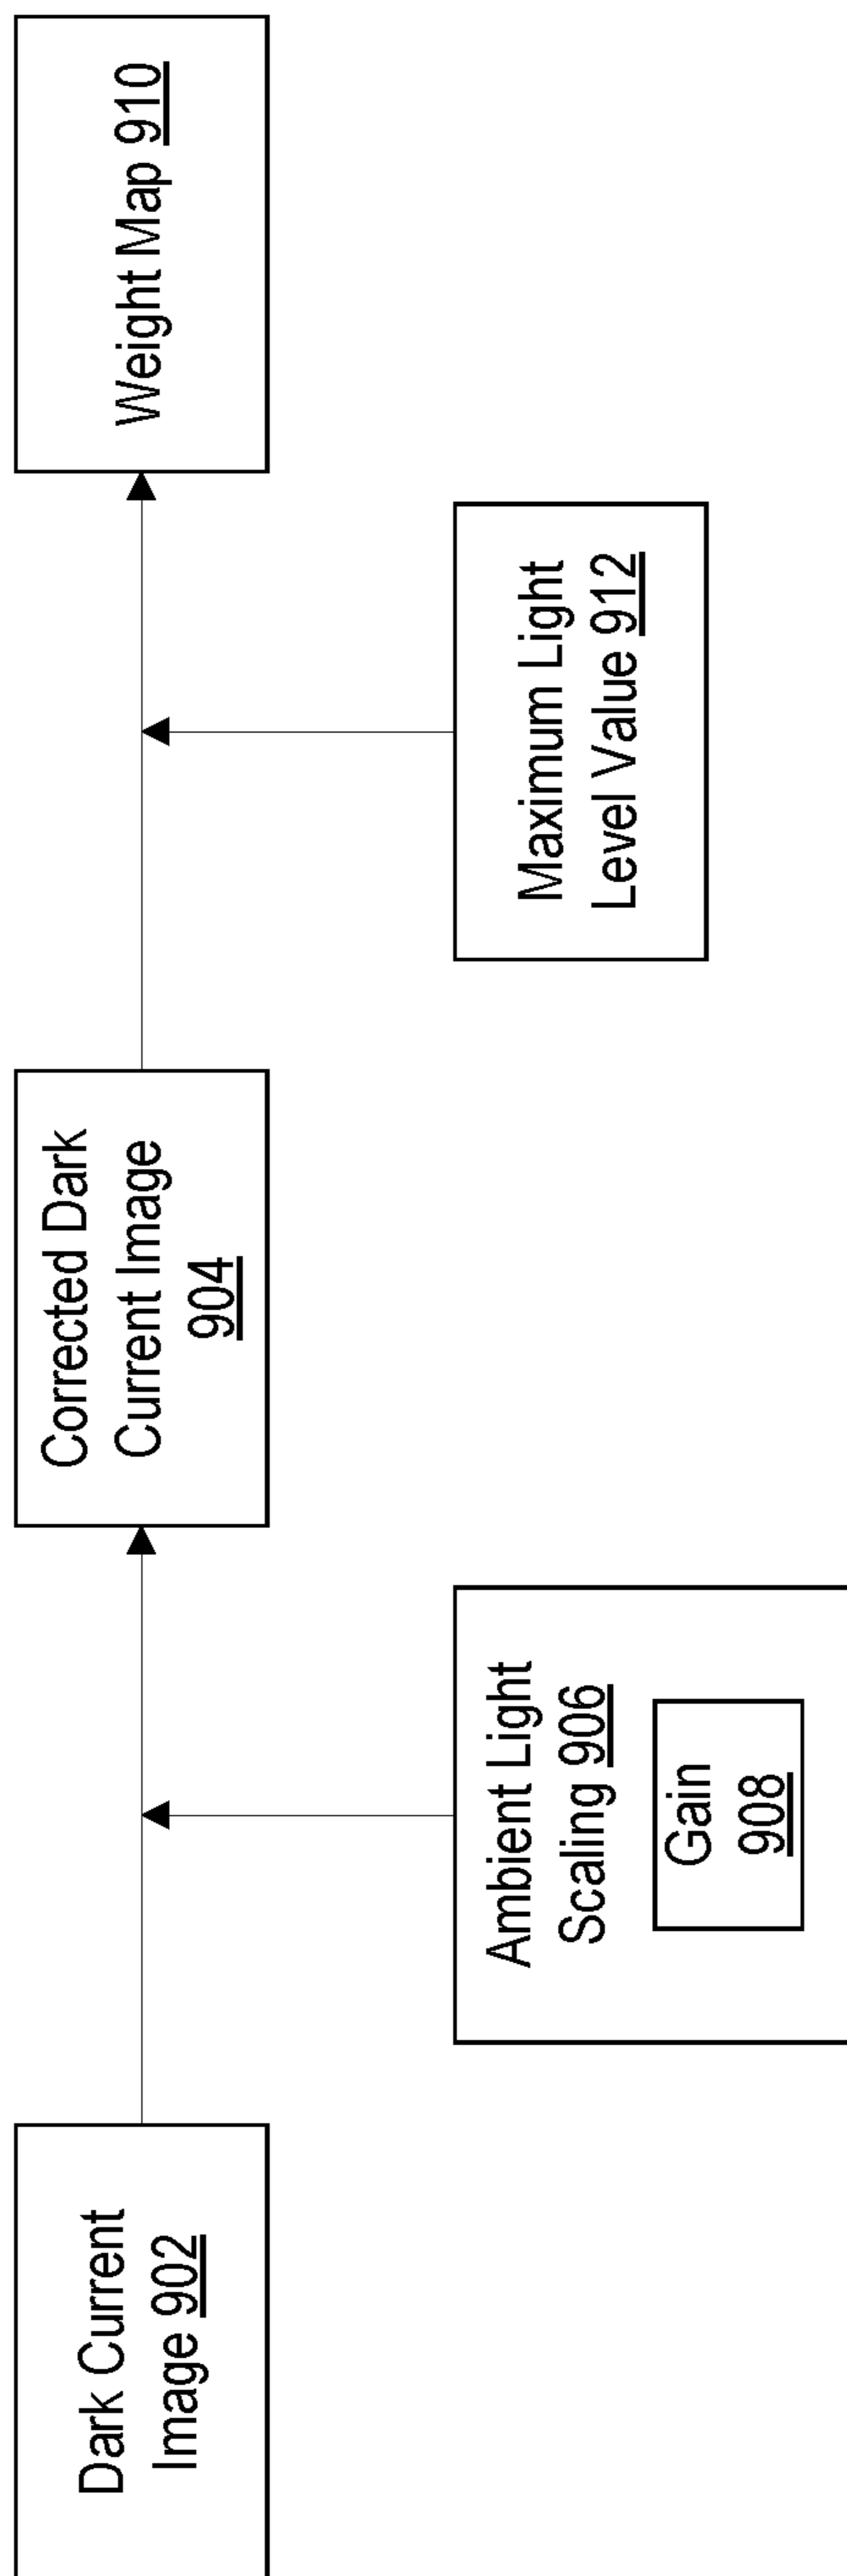 Dark Current
Image 902
Corrected Dark
Current Image
904
Weight Map 910
Ambient Light
Scaling 906
Gain
908
Maximum Light
Level Value 912